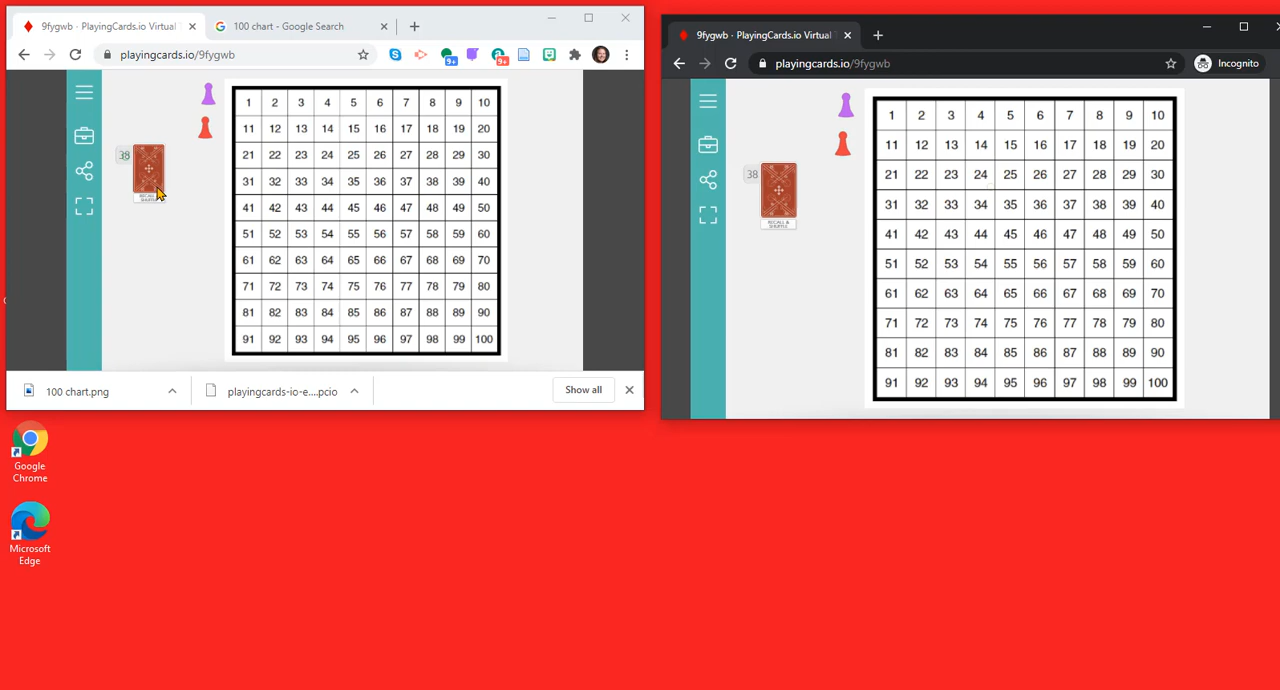 9fygwb - PlayingCards.io Virtual
100 chart - Google Search
playingcards.io/9fygwb
9+
9+
38
RECALL & SHUFFLE
1 2 3 4 5 6 7 8 9 10
11 12 13 14 15 16 17 18 19 20
21 22 23 24 25 26 27 28 29 30
31 32 33 34 35 36 37 38 39 40
41 42 43 44 45 46 47 48 49 50
51 52 53 54 55 56 57 58 59 60
61 62 63 64 65 66 67 68 69 70
71 72 73 74 75 76 77 78 79 80
81 82 83 84 85 86 87 88 89 90
91 92 93 94 95 96 97 98 99 100
100 chart.png
playingcards-io-e....pcio
Show all
9fygwb - PlayingCards.io Virtual T
playingcards.io/9fygwb
Incognito
38
RECALL &
SHUFFLE
1 2 3 4 5 6 7 8 9 10
11 12 13 14 15 16 17 18 19 20
21 22 23 24 25 26 27 28 29 30
31 32 33 34 35 36 37 38 39 40
41 42 43 44 45 46 47 48 49 50
51 52 53 54 55 56 57 58 59 60
61 62 63 64 65 66 67 68 69 70
71 72 73 74 75 76 77 78 79 80
81 82 83 84 85 86 87 88 89 90
91 92 93 94 95 96 97 98 99 100
Google
Chrome
Microsoft
Edge